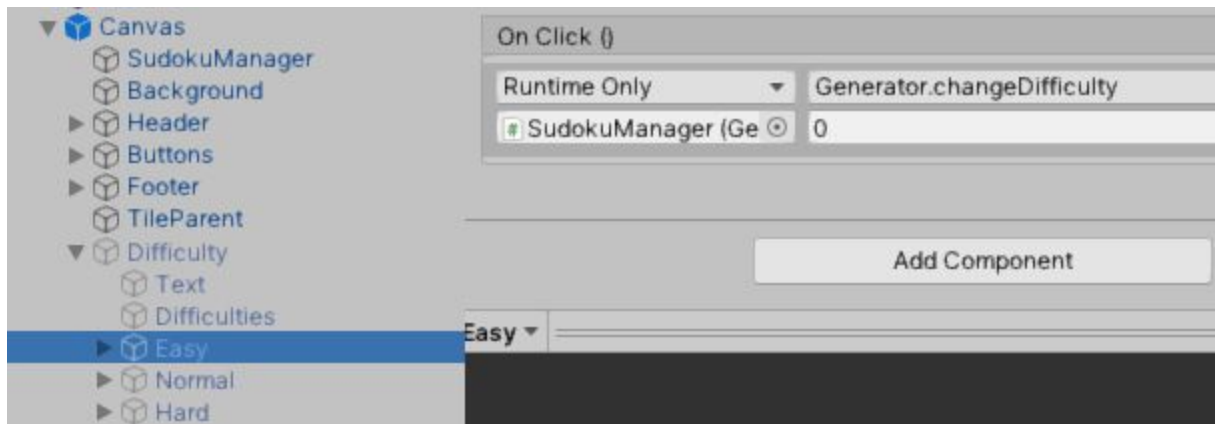 Canvas
SudokuManager
Background
Header
Buttons
Footer
TileParent
Difficulty
Text
Difficulties
Easy
Normal
Hard
On Click ()
Runtime Only
Generator.changeDifficulty
# SudokuManager (Ge
0
Add Component
Easy